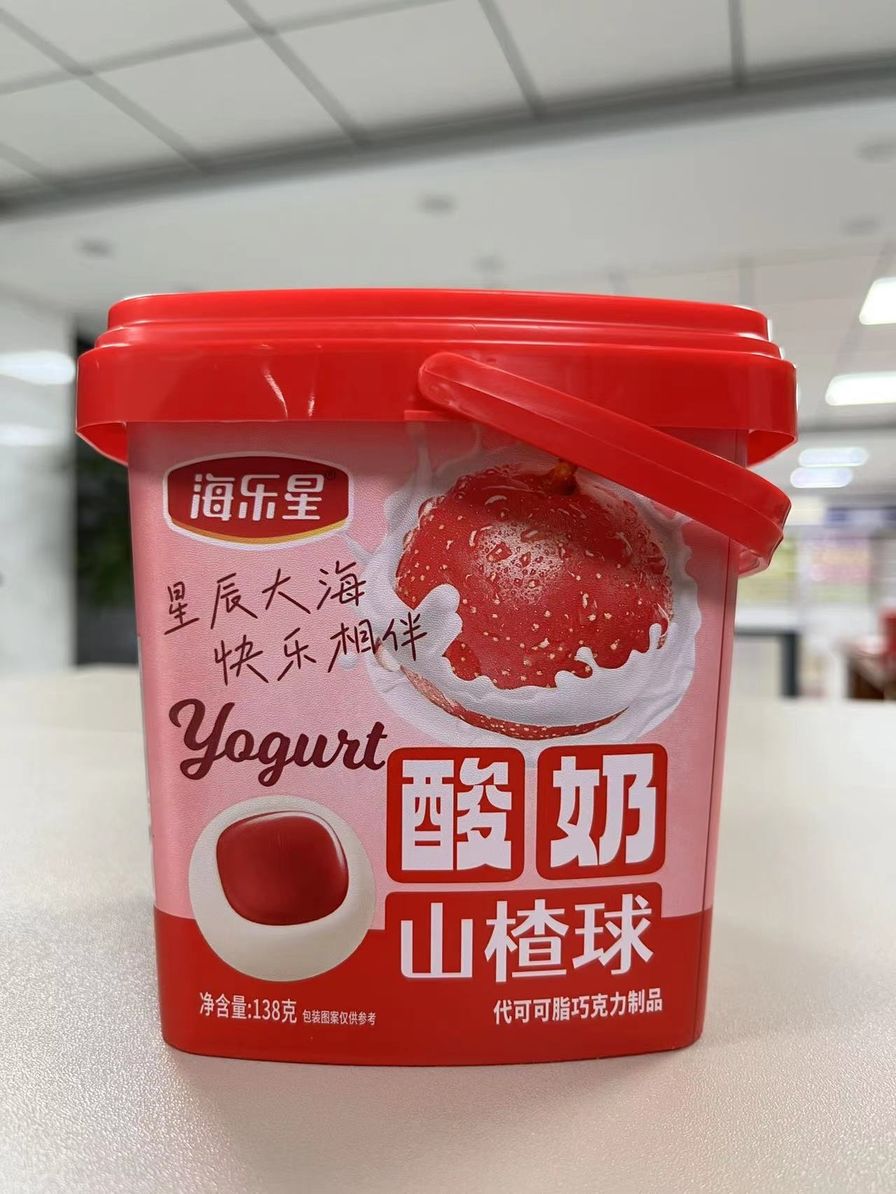 海乐星
星辰大海
快乐相伴
Yogurt
酸奶
山楂球
净含量:138克 包装图案仅供参考
代可可脂巧克力制品